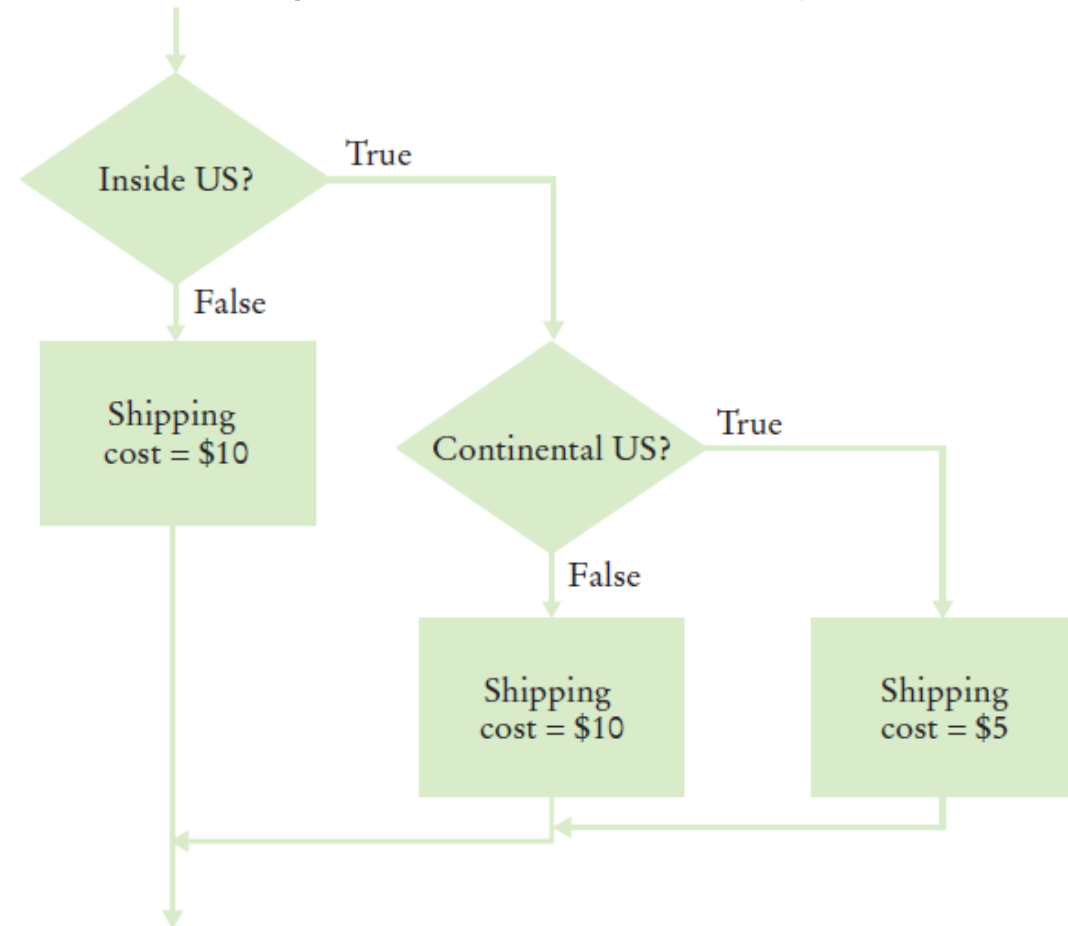 True
Inside US?
False
Shipping
cost = $10
True
Continental US?
False
Shipping
cost = $10
Shipping
cost = $5